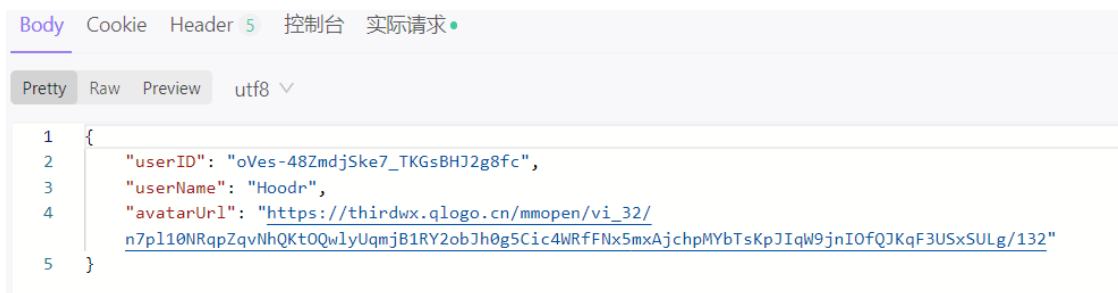 Body Cookie Header 5 控制台 实际请求
Pretty Raw Preview utf8
1 {
2 "userID": "oVes-48ZmdjSke7_TKGsBHJ2g8fc",
3 "userName": "Hoodr",
4 "avatarUrl": "https://thirdwx.qlogo.cn/mmopen/vi_32/
n7pl10NRqpZqvNhQKtOQwlyUqmjB1RY2obJh0g5Cic4WRfFNx5mxAjchpMYbTsKpJIqW9jnIOfQJKqF3USxSULg/132"
5 }